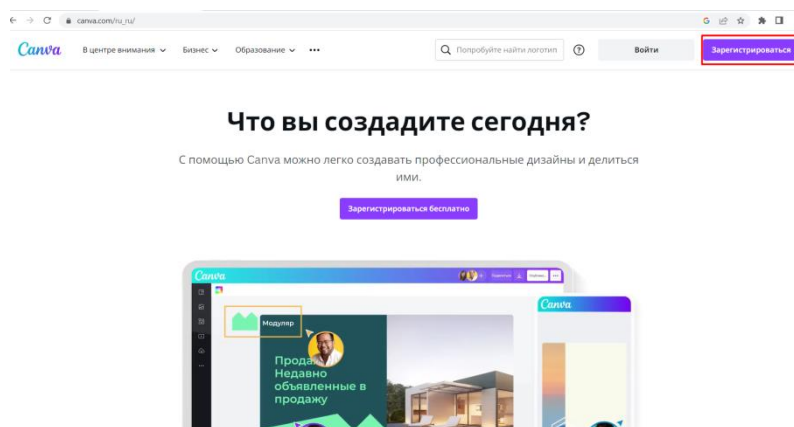 canva.com/ru_ru/
Canva В центре внимания Бизнес Образование Попробуйте найти логотип Войти Зарегистрироваться
Что вы создадите сегодня?
С помощью Canva можно легко создавать профессиональные дизайны и делиться
ими.
Зарегистрироваться бесплатно
Canva
Canva
Модуляр
Прода
Недавно
объявленные в
продажу